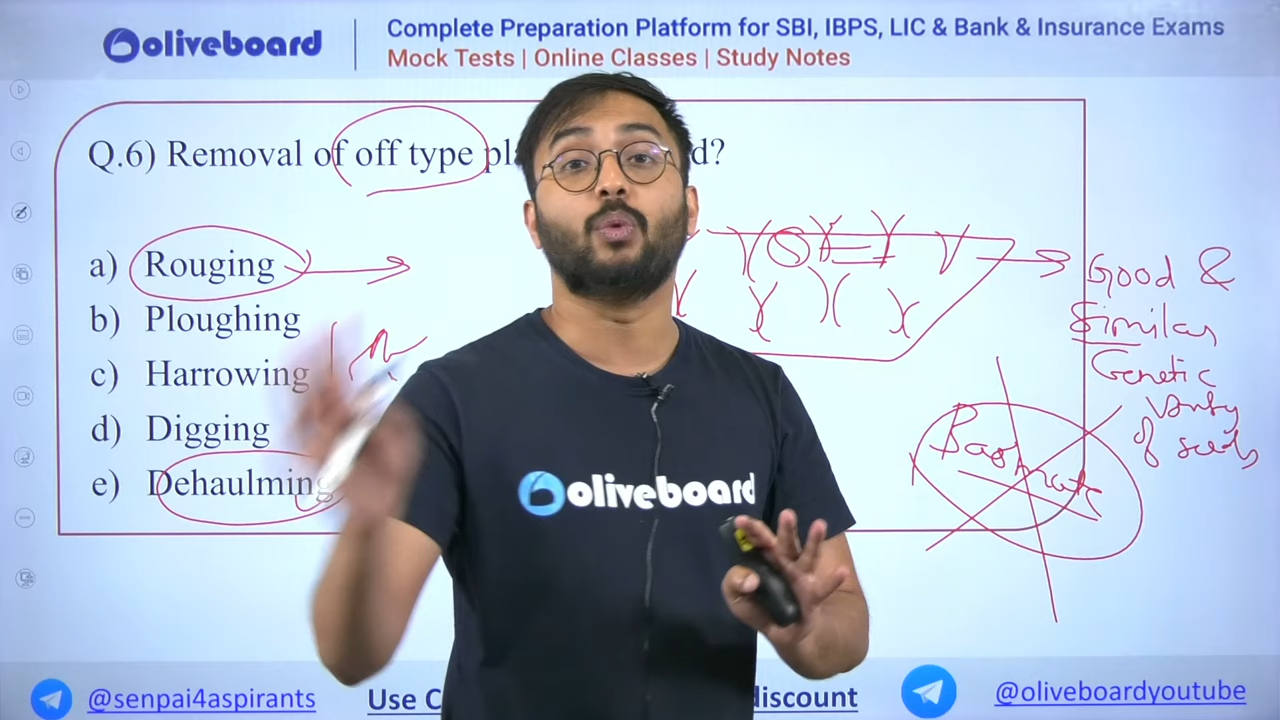 oliveboard
Complete Preparation Platform for SBI, IBPS, LIC & Bank & Insurance Exams
Mock Tests | Online Classes | Study Notes
Q.6) Removal of off type pl d?
a) Rouging
b) Ploughing
c) Harrowing
d) Digging
e) Dehaulming
Good &
Similar
Genetic
of seeds
oliveboard
@senpai4aspirants
Use C discount
@oliveboardyoutube